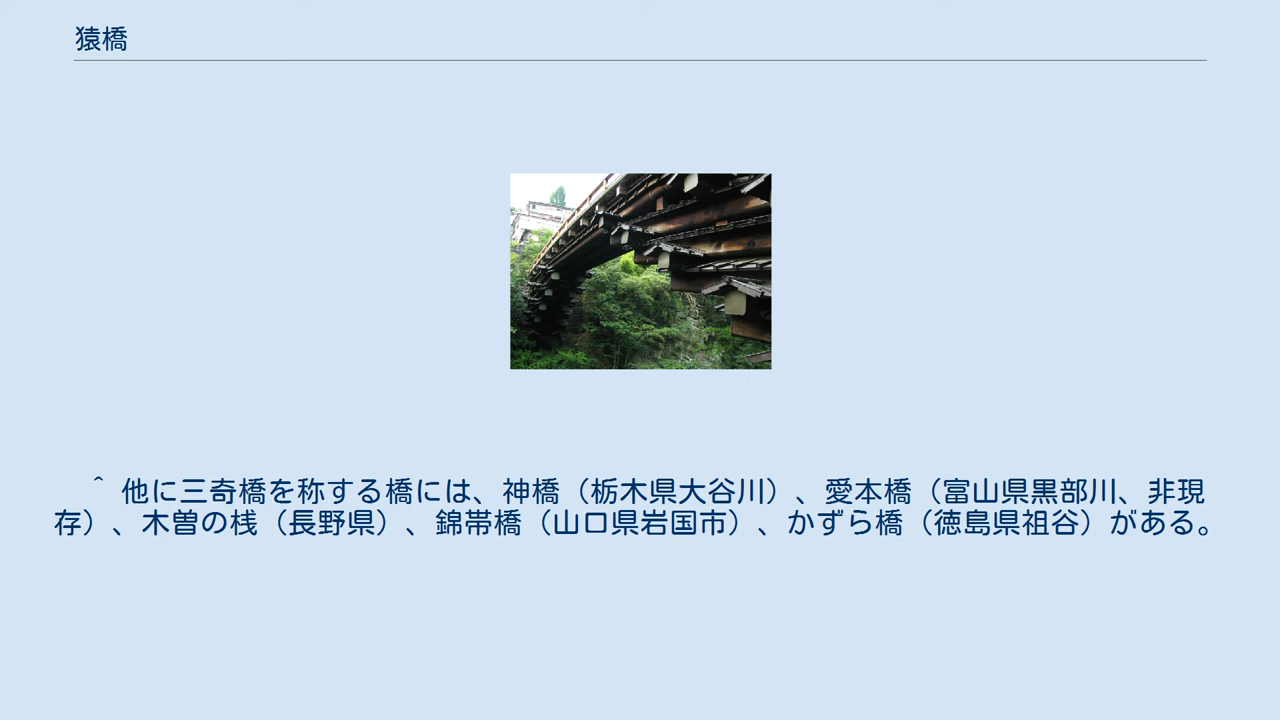 猿橋
^ 他に三奇橋を称する橋には、神橋（栃木県大谷川）、愛本橋（富山県黒部川、非現
存）、木曽の桟（長野県）、錦帯橋（山口県岩国市）、かずら橋（徳島県祖谷）がある。